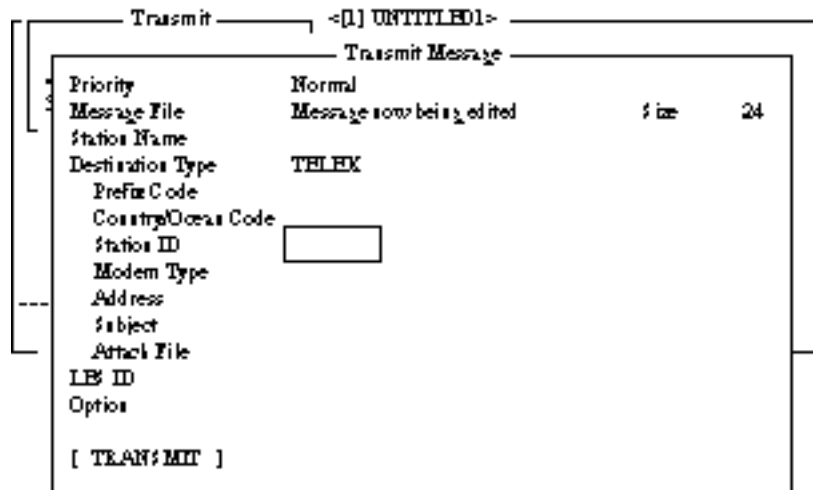 Transmit <[1] UNTITLED1>
Transmit Message
Priority Normal
Message File Message now being edited Size 24
Station Name
Destination Type TELEX
Prefix Code
Country/Ocean Code
Station ID
Modem Type
Address
Subject
Attach File
LES ID
Option
[ TRANSMIT ]